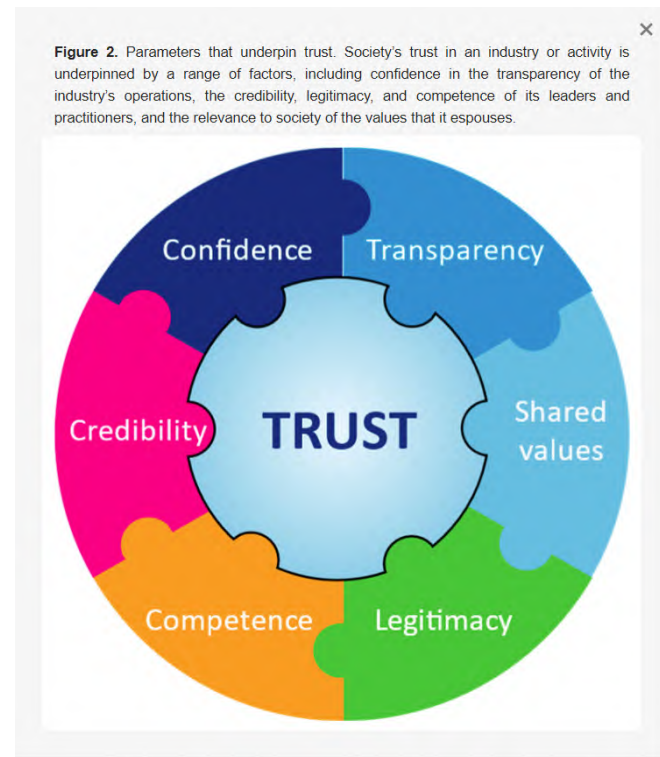 Figure 2. Parameters that underpin trust. Society's trust in an industry or activity is
underpinned by a range of factors, including confidence in the transparency of the
industry's operations, the credibility, legitimacy, and competence of its leaders and
practitioners, and the relevance to society of the values that it espouses.
Confidence
Transparency
Credibility
TRUST
Shared
values
Competence
Legitimacy